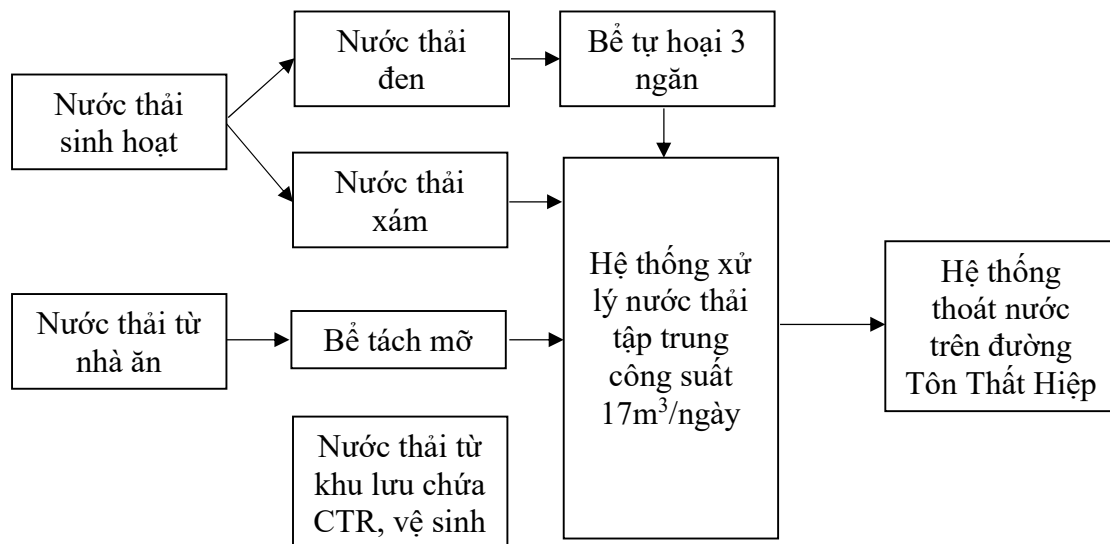 Nước thải
đen
Bể tự hoại 3
ngăn
Nước thải
sinh hoạt
Nước thải
xám
Hệ thống xử
lý nước thải
tập trung
công suất
17m³/ngày
Hệ thống
thoát nước
trên đường
Tôn Thất Hiệp
Nước thải từ
nhà ăn
Bể tách mỡ
Nước thải từ
khu lưu chứa
CTR, vệ sinh